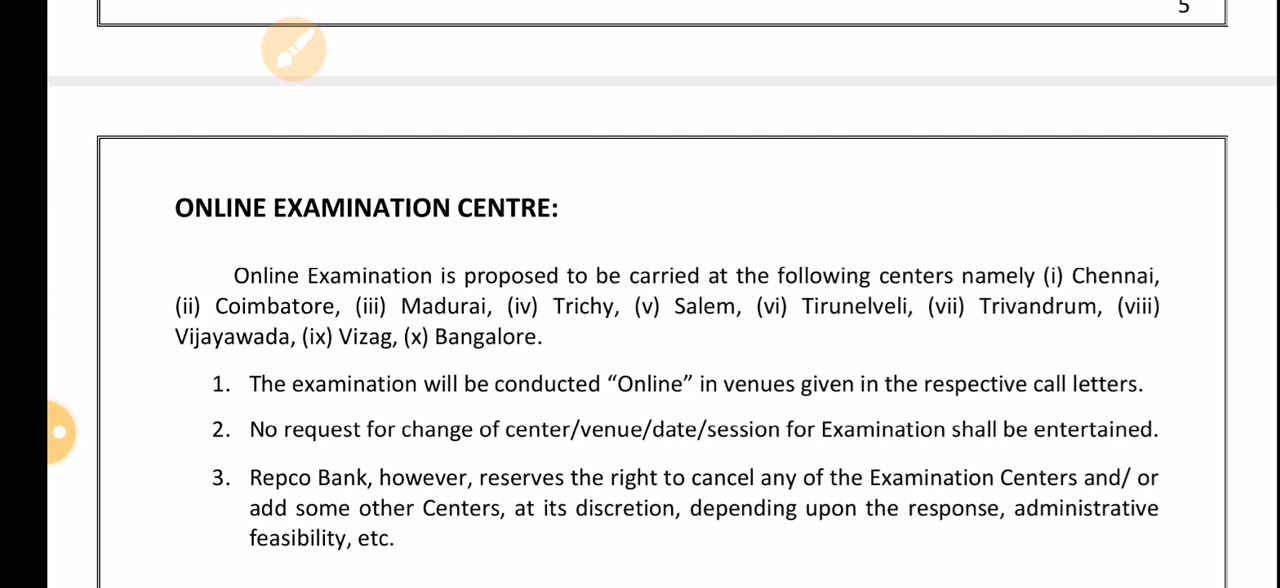 5
ONLINE EXAMINATION CENTRE:
Online Examination is proposed to be carried at the following centers namely (i) Chennai,
(ii) Coimbatore, (iii) Madurai, (iv) Trichy, (v) Salem, (vi) Tirunelveli, (vii) Trivandrum, (viii)
Vijayawada, (ix) Vizag, (x) Bangalore.
1. The examination will be conducted “Online” in venues given in the respective call letters.
2. No request for change of center/venue/date/session for Examination shall be entertained.
3. Repco Bank, however, reserves the right to cancel any of the Examination Centers and/ or
add some other Centers, at its discretion, depending upon the response, administrative
feasibility, etc.